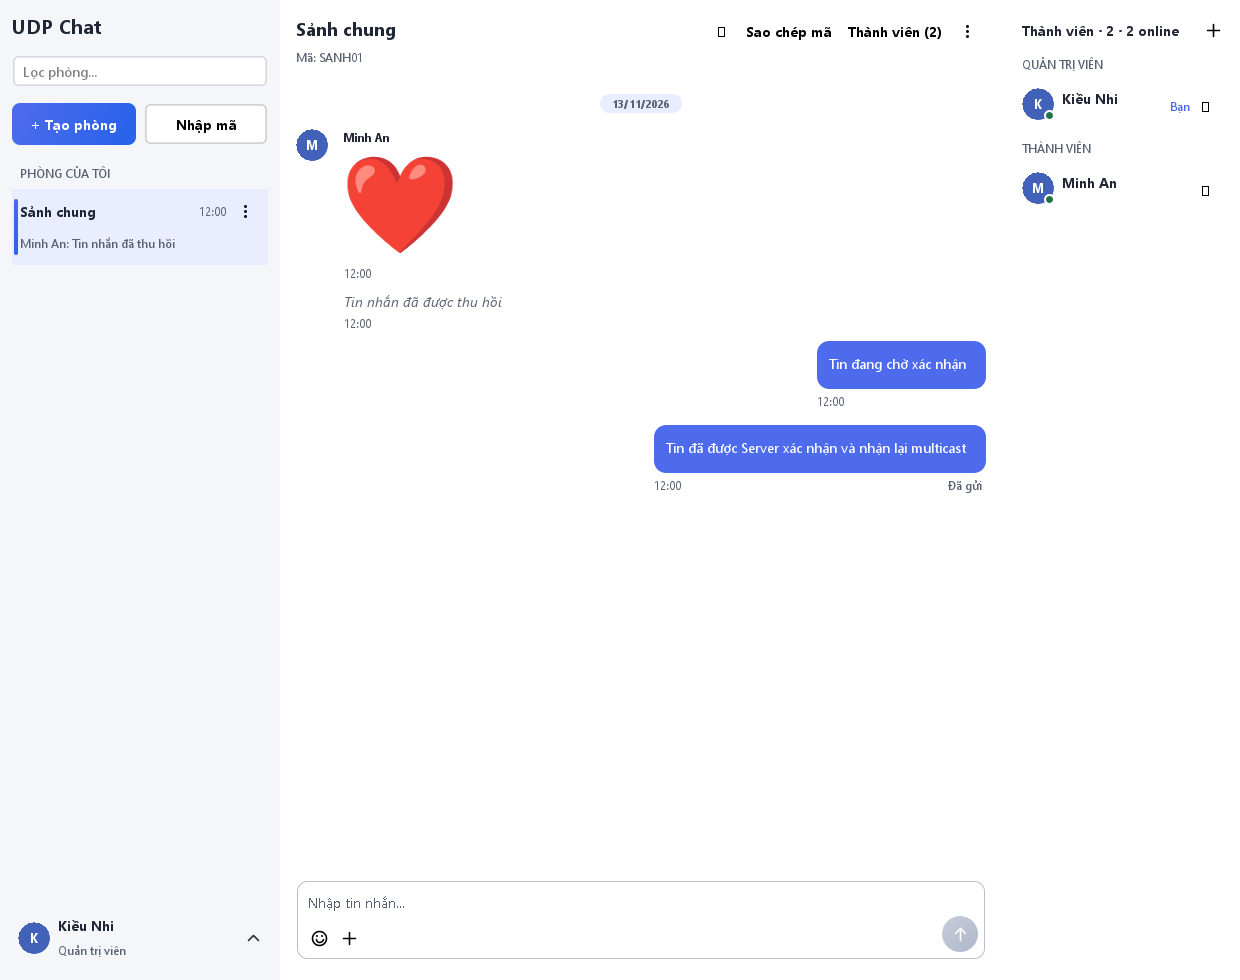 UDP Chat
Lọc phòng...
+ Tạo phòng
Nhập mã
PHÒNG CỦA TÔI
Sảnh chung
12:00
Minh An: Tin nhắn đã thu hồi
Kiều Nhi
Quản trị viên
Sảnh chung
Mã: SANH01
Sao chép mã
Thành viên (2)
13/11/2026
M
Minh An
12:00
Tin nhắn đã được thu hồi
12:00
Tin đang chờ xác nhận
12:00
Tin đã được Server xác nhận và nhận lại multicast
12:00
Đã gửi
Nhập tin nhắn...
Thành viên - 2 - 2 online
QUẢN TRỊ VIÊN
K
Kiều Nhi
Bạn
THÀNH VIÊN
M
Minh An
K